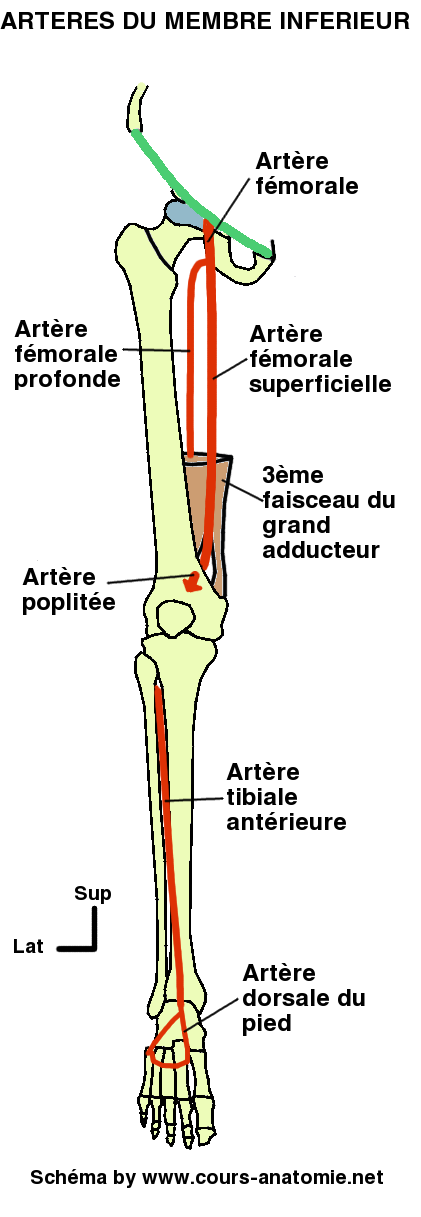 ARTERES DU MEMBRE INFERIEUR
Artère
fémorale
Artère
fémorale
profonde
Artère
fémorale
superficielle
3ème
faisceau du
grand
adducteur
Artère
poplitée
Artère
tibiale
antérieure
Sup
Lat
Artère
dorsale du
pied
Schéma by www.cours-anatomie.net